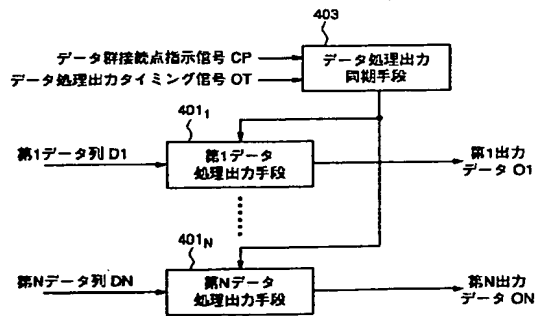 403
データ群接続点指示信号 CP
データ処理出力タイミング信号 OT
データ処理出力
同期手段
401₁
第1データ列 D1
第1データ
処理出力手段
第1出力
データ O1
401N
第Nデータ列 DN
第Nデータ
処理出力手段
第N出力
データ ON